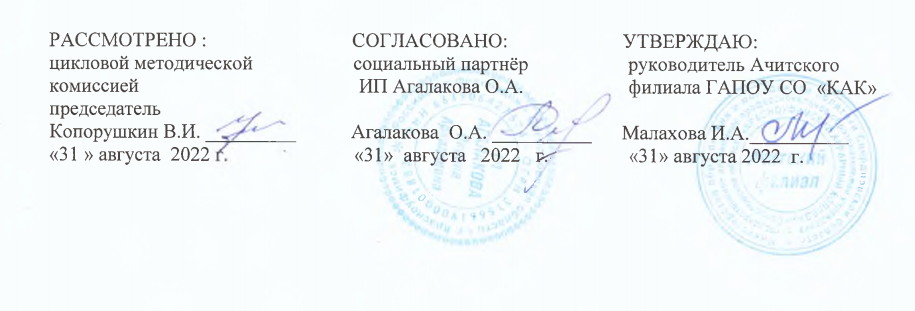 РАССМОТРЕНО :
цикловой методической
комиссией
председатель
Копорушкин В.И.
«31 » августа 2022 г.
СОГЛАСОВАНО:
социальный партнёр
ИП Агалакова О.А.
Агалакова О.А.
«31» августа 2022 г.
УТВЕРЖДАЮ:
руководитель Ачитского
филиала ГАПОУ СО «КАК»
Малахова И.А.
«31» августа 2022 г.
филиал